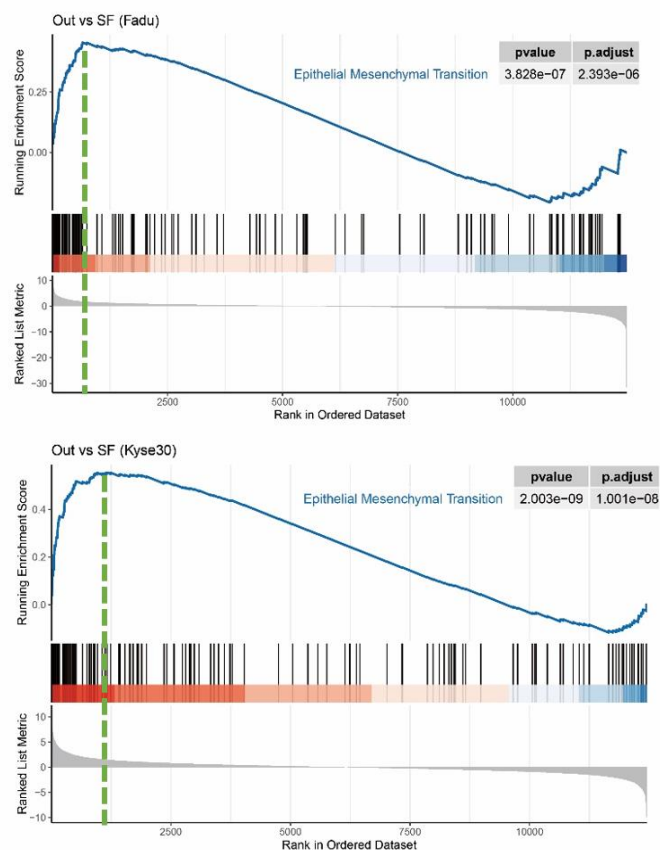 Out vs SF (Fadu)
Running Enrichment Score
0.25
0.00
Epithelial Mesenchymal Transition
pvalue p.adjust
3.828e-07 2.393e-06
Ranked List Metric
10
0
-10
-20
-30
2500 5000 7500 10000
Rank in Ordered Dataset
Out vs SF (Kyse30)
Running Enrichment Score
0.4
0.2
0.0
Epithelial Mesenchymal Transition
pvalue p.adjust
2.003e-09 1.001e-08
Ranked List Metric
10
5
0
-5
-10
2500 5000 7500 10000
Rank in Ordered Dataset